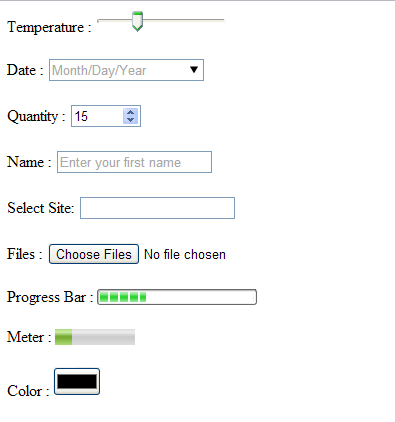 Temperature :
Date : Month/Day/Year
Quantity : 15
Name : Enter your first name
Select Site:
Files : Choose Files No file chosen
Progress Bar :
Meter :
Color :